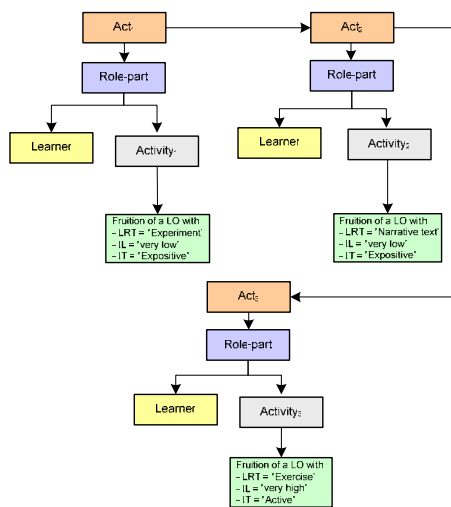 Act₁
Act₂
Role-part
Role-part
Learner
Activity₁
Learner
Activity₂
Fruition of a LO with
- LRT = "Experiment"
- IL = "very low"
- IT = "Expositive"
Fruition of a LO with
- LRT = "Narrative text"
- IL = "very low"
- IT = "Expositive"
Act₃
Role-part
Learner
Activity₃
Fruition of a LO with
- LRT = "Exercise"
- IL = "very high"
- IT = "Active"